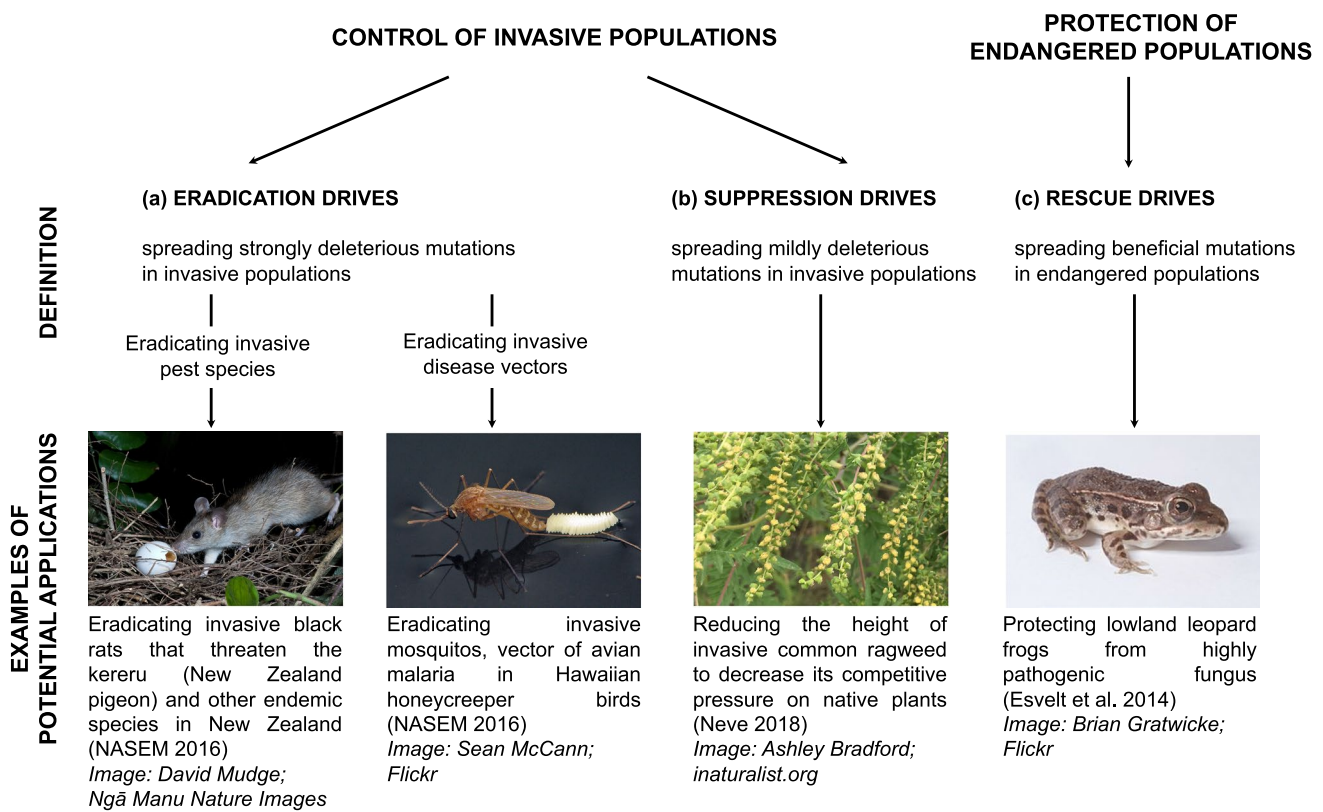 CONTROL OF INVASIVE POPULATIONS
PROTECTION OF
ENDANGERED POPULATIONS
DEFINITION
(a) ERADICATION DRIVES
spreading strongly deleterious mutations
in invasive populations
Eradicating invasive
pest species
Eradicating invasive
disease vectors
(b) SUPPRESSION DRIVES
spreading mildly deleterious
mutations in invasive populations
(c) RESCUE DRIVES
spreading beneficial mutations
in endangered populations
EXAMPLES OF
POTENTIAL APPLICATIONS
Eradicating invasive black
rats that threaten the
kereru (New Zealand
pigeon) and other endemic
species in New Zealand
(NASEM 2016)
Image: David Mudge;
Ngā Manu Nature Images
Eradicating invasive
mosquitos, vector of avian
malaria in Hawaiian
honeycreeper birds
(NASEM 2016)
Image: Sean McCann;
Flickr
Reducing the height of
invasive common ragweed
to decrease its competitive
pressure on native plants
(Neve 2018)
Image: Ashley Bradford;
inaturalist.org
Protecting lowland leopard
frogs from highly
pathogenic fungus
(Esvelt et al. 2014)
Image: Brian Gratwicke;
Flickr